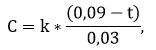 C = k * (0,09 − t) / 0,03,